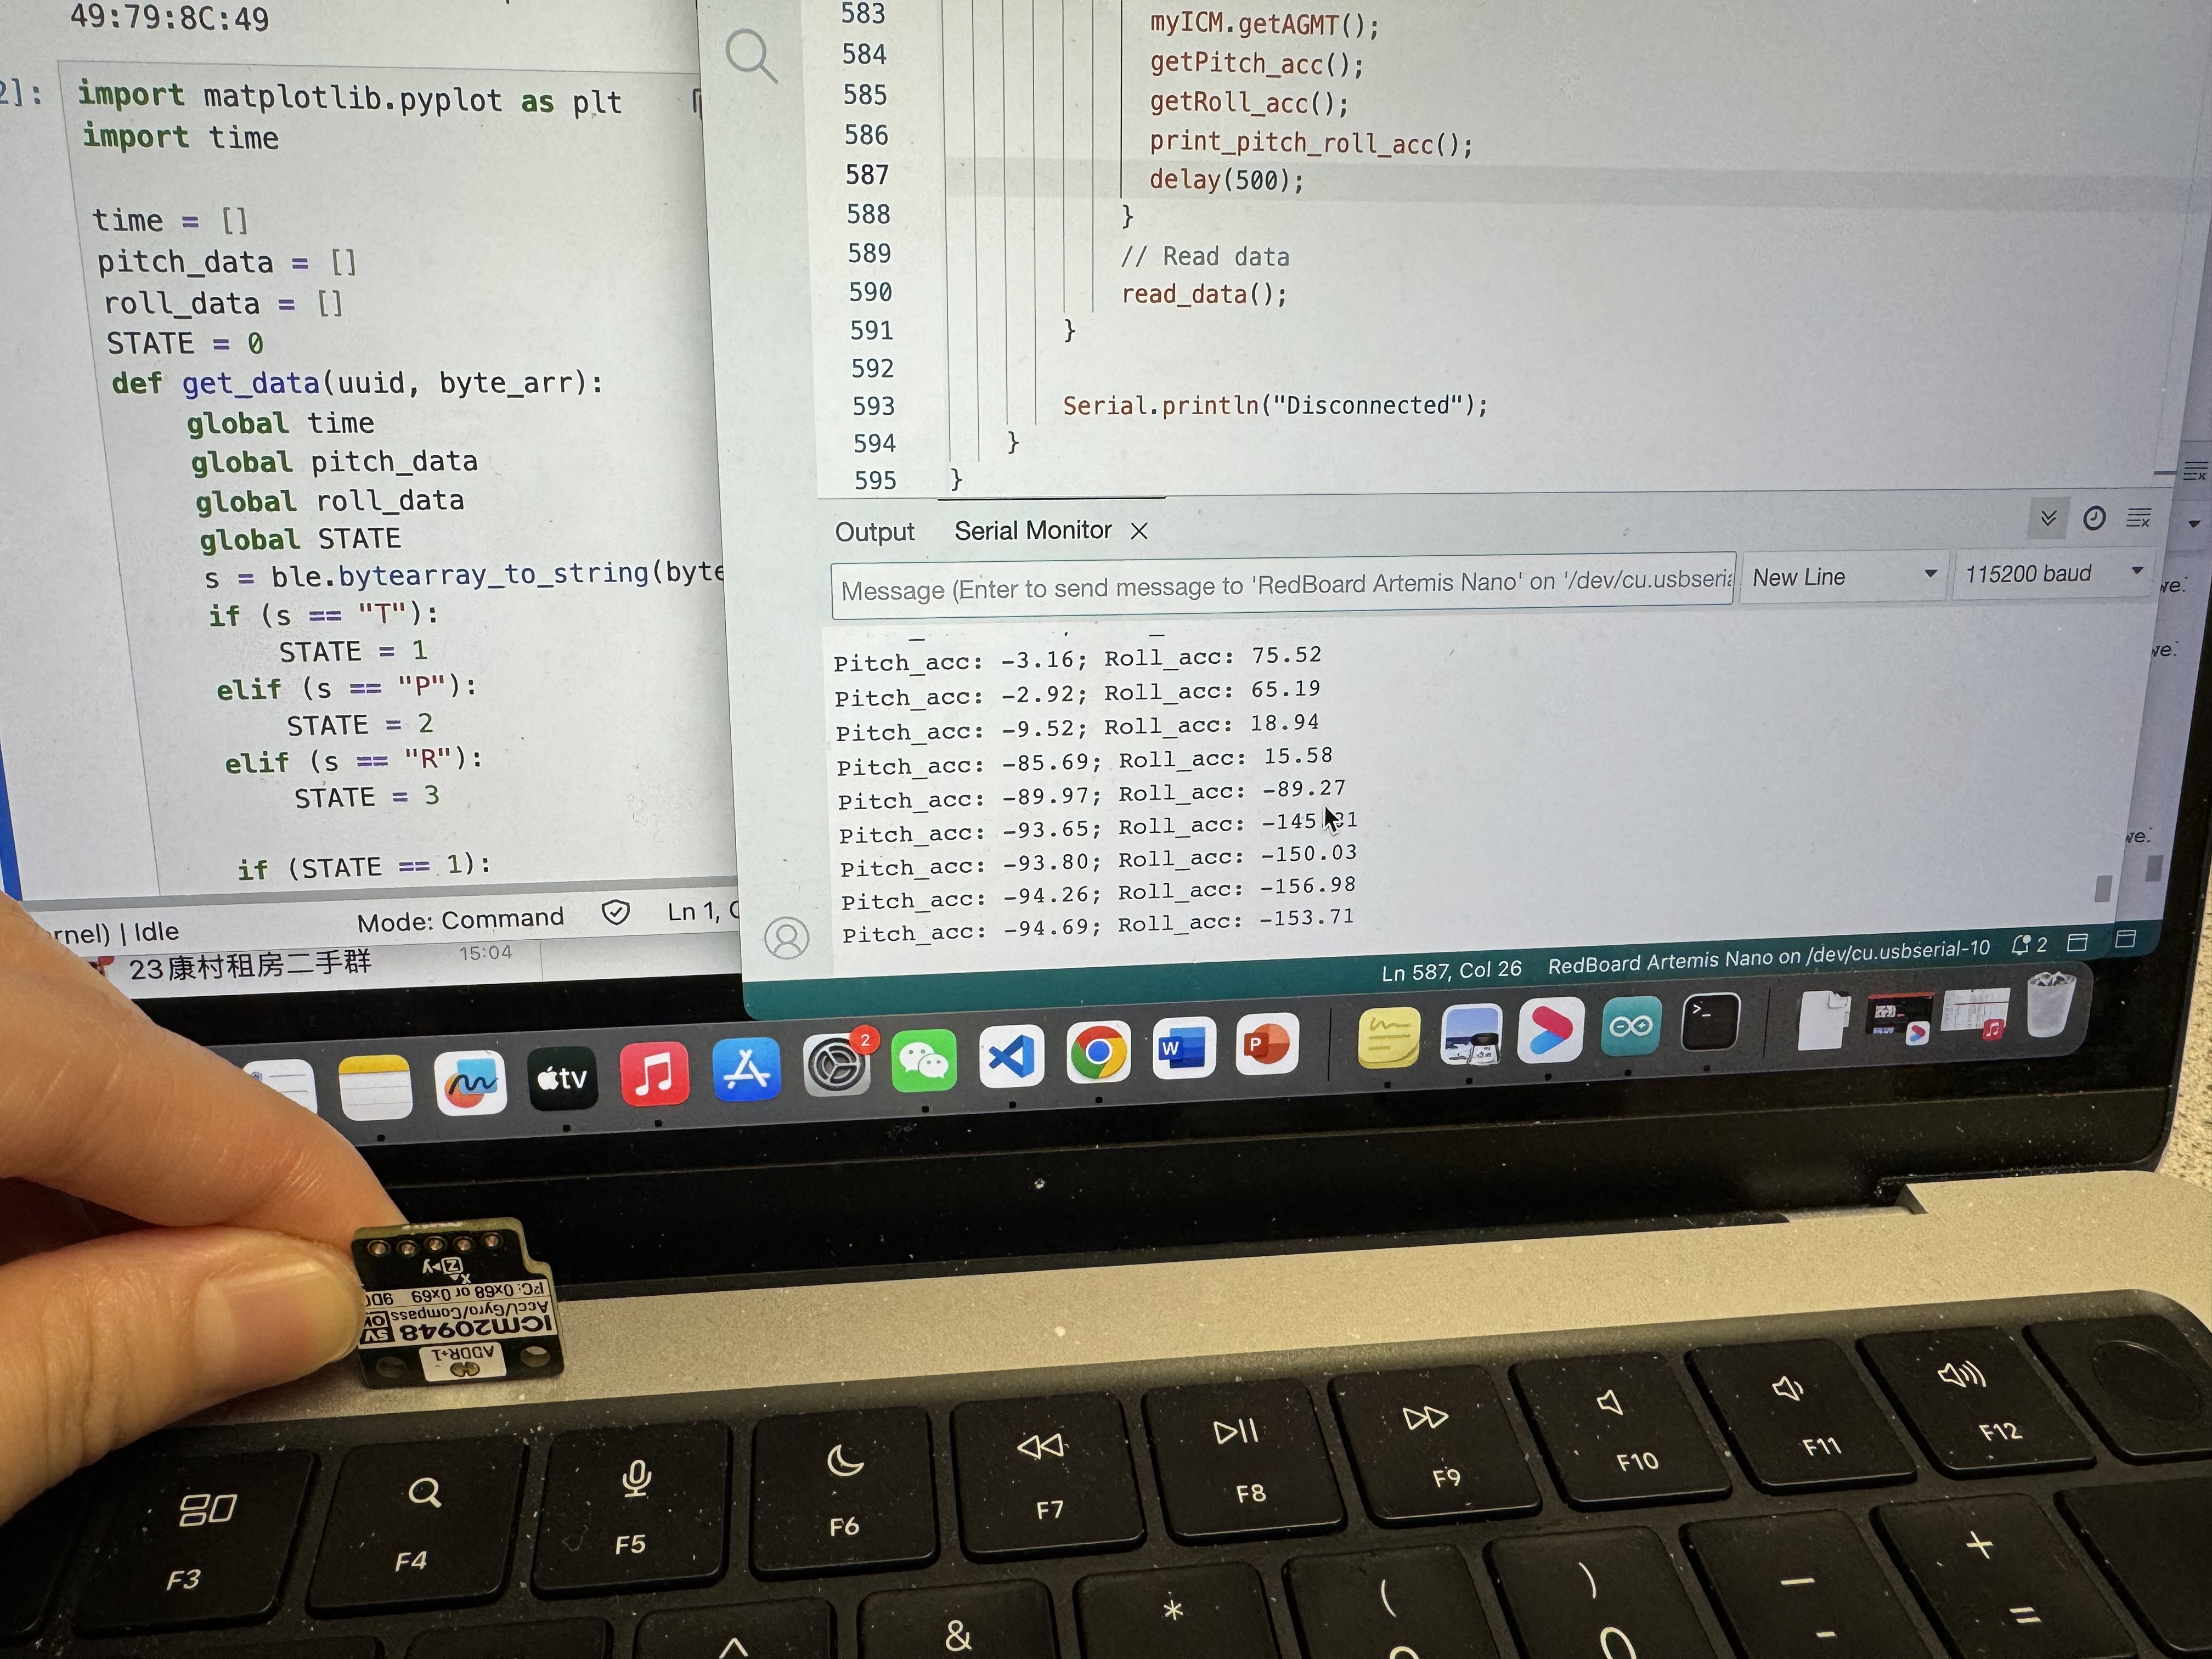 49:79:8C:49
2]:
import matplotlib.pyplot as plt
import time
time = []
pitch_data = []
roll_data = []
STATE = 0
def get_data(uuid, byte_arr):
global time
global pitch_data
global roll_data
global STATE
s = ble.bytearray_to_string(byte
if (s == "T"):
STATE = 1
elif (s == "P"):
STATE = 2
elif (s == "R"):
STATE = 3
if (STATE == 1):
rnel) | Idle
Mode: Command
Ln 1, C
23康村租房二手群
15:04
583 myICM.getAGMT();
584 getPitch_acc();
585 getRoll_acc();
586 print_pitch_roll_acc();
587 delay(500);
588 }
589 // Read data
590 read_data();
591 }
592
593 Serial.println("Disconnected");
594 }
595 }
Output Serial Monitor
Message (Enter to send message to 'RedBoard Artemis Nano' on '/dev/cu.usbseria
New Line
115200 baud
Pitch_acc: -3.16; Roll_acc: 75.52
Pitch_acc: -2.92; Roll_acc: 65.19
Pitch_acc: -9.52; Roll_acc: 18.94
Pitch_acc: -85.69; Roll_acc: 15.58
Pitch_acc: -89.97; Roll_acc: -89.27
Pitch_acc: -93.65; Roll_acc: -145 31
Pitch_acc: -93.80; Roll_acc: -150.03
Pitch_acc: -94.26; Roll_acc: -156.98
Pitch_acc: -94.69; Roll_acc: -153.71
Ln 587, Col 26 RedBoard Artemis Nano on /dev/cu.usbserial-10 2
ve:
ve:
ve:
2
tv
W
P
X
Z Y
I²C: 0x68 or 0x69
9DO
Acc\/Gyro/Compass
ICM20948
5V
OK
ADDR+1
F3
F4
F5
F6
F7
F8
F9
F10
F11
F12
^
&
*
(
)
—
-
+
=